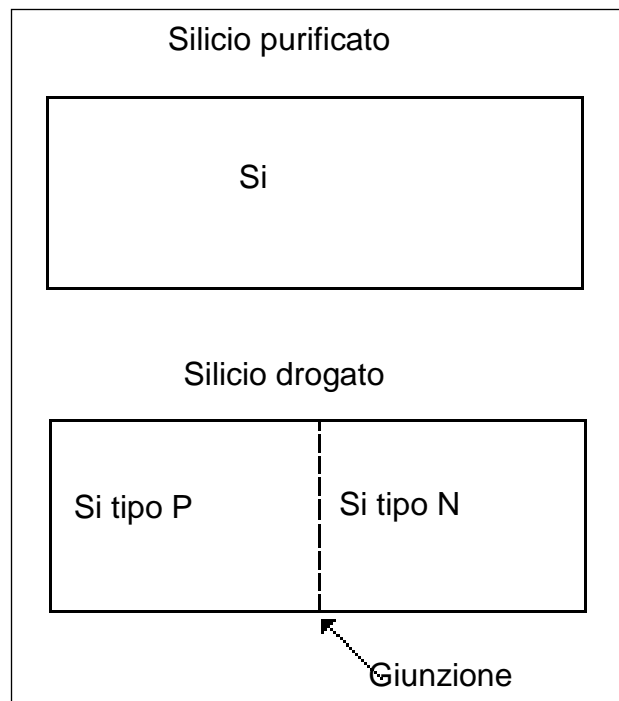 Silicio purificato
Si
Silicio drogato
Si tipo P
Si tipo N
Giunzione